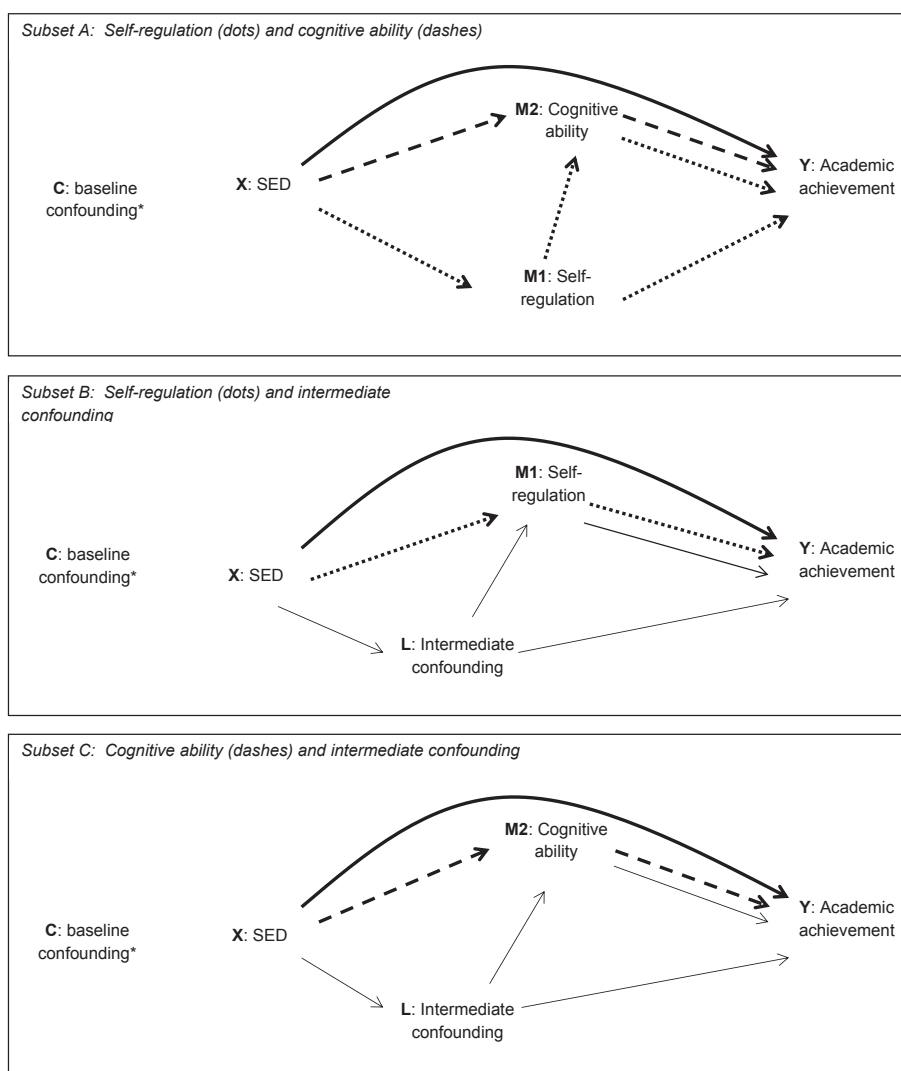 Subset A: Self-regulation (dots) and cognitive ability (dashes)
M2: Cognitive
ability
C: baseline
confounding*
X: SED
Y: Academic
achievement
M1: Self-
regulation
Subset B: Self-regulation (dots) and intermediate
confounding
M1: Self-
regulation
C: baseline
confounding*
X: SED
Y: Academic
achievement
L: Intermediate
confounding
Subset C: Cognitive ability (dashes) and intermediate confounding
M2: Cognitive
ability
C: baseline
confounding*
X: SED
Y: Academic
achievement
L: Intermediate
confounding